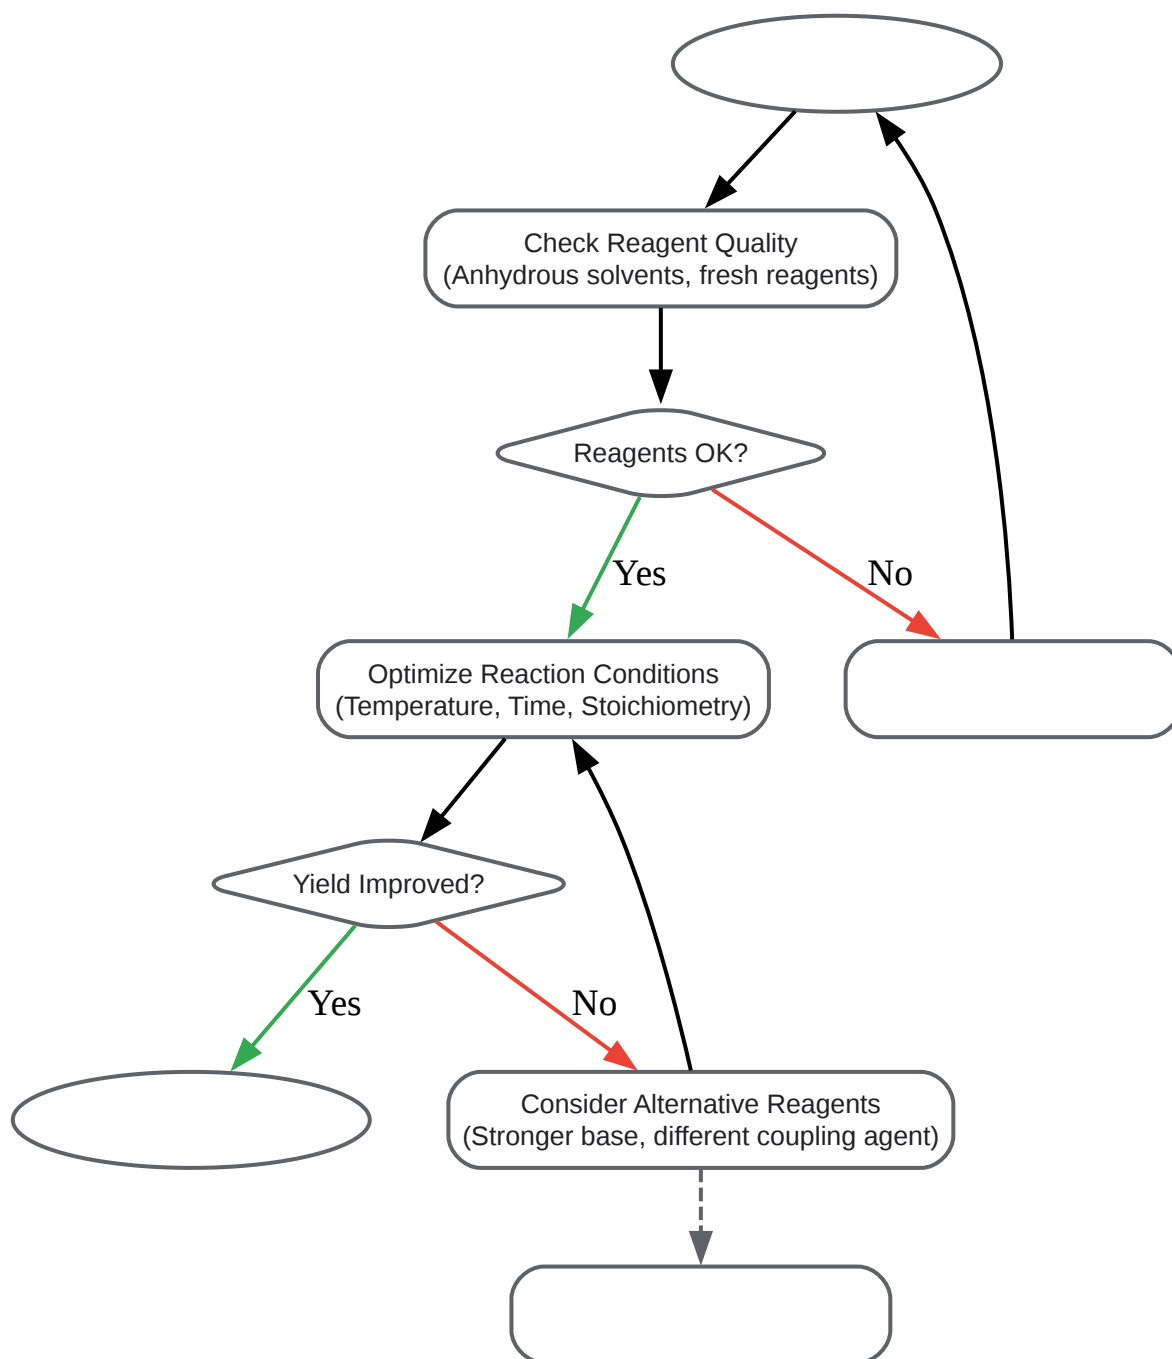 Check Reagent Quality
(Anhydrous solvents, fresh reagents)
Reagents OK?
Yes
No
Optimize Reaction Conditions
(Temperature, Time, Stoichiometry)
Yield Improved?
Yes
No
Consider Alternative Reagents
(Stronger base, different coupling agent)